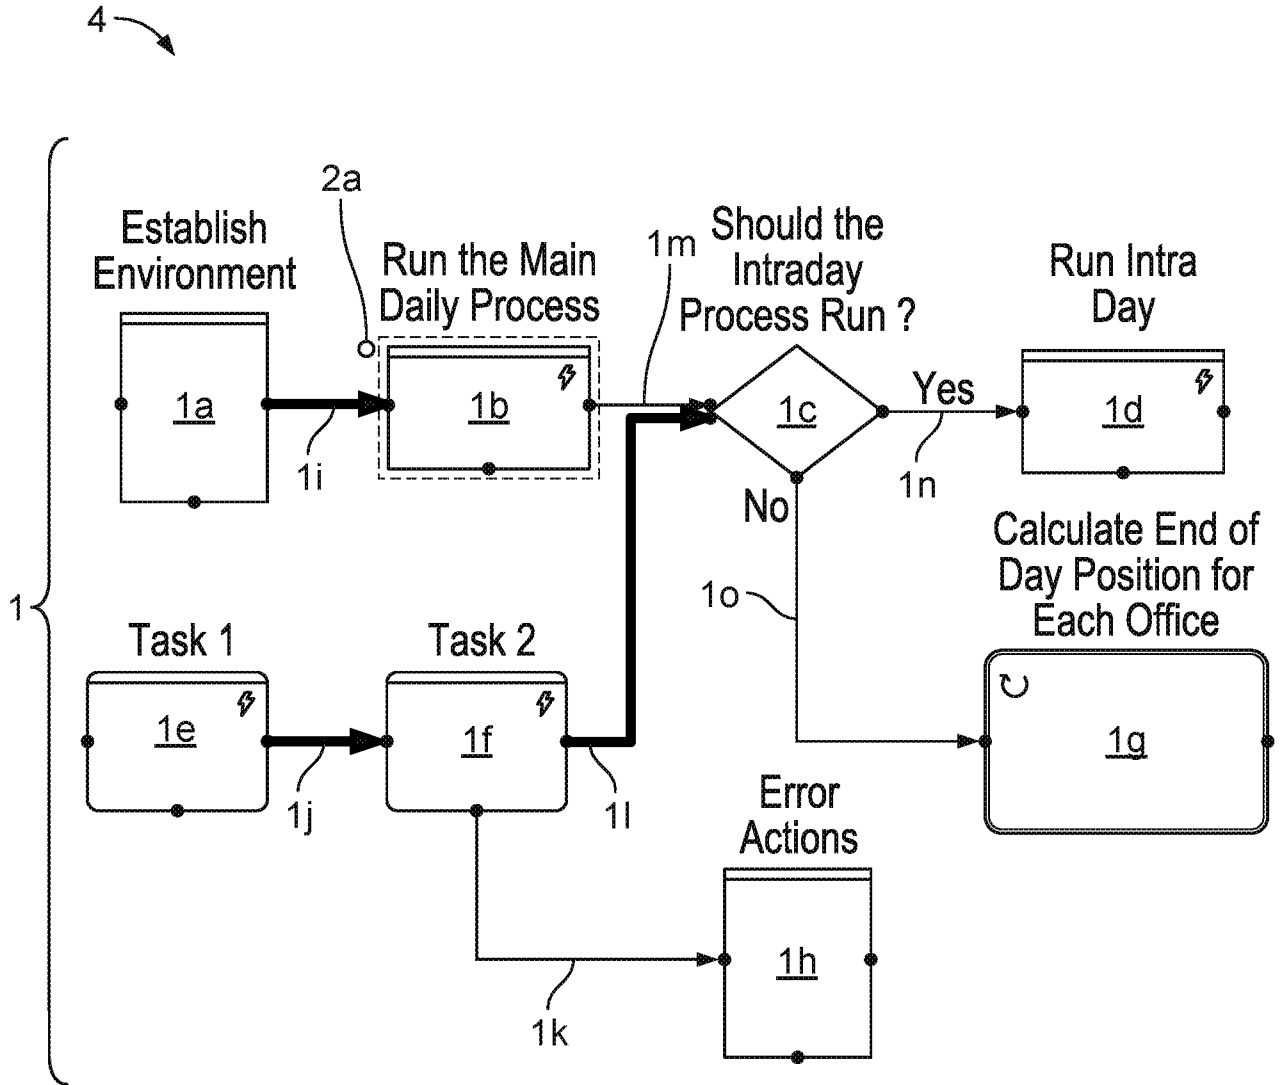 4
2a
Establish
Environment
Run the Main
Daily Process
1m
Should the
Intraday
Process Run ?
Run Intra
Day
1a
1i
1b
1c
Yes
1n
1d
No
1
1o
Calculate End of
Day Position for
Each Office
Task 1
Task 2
1e
1j
1f
1l
1g
Error
Actions
1h
1k